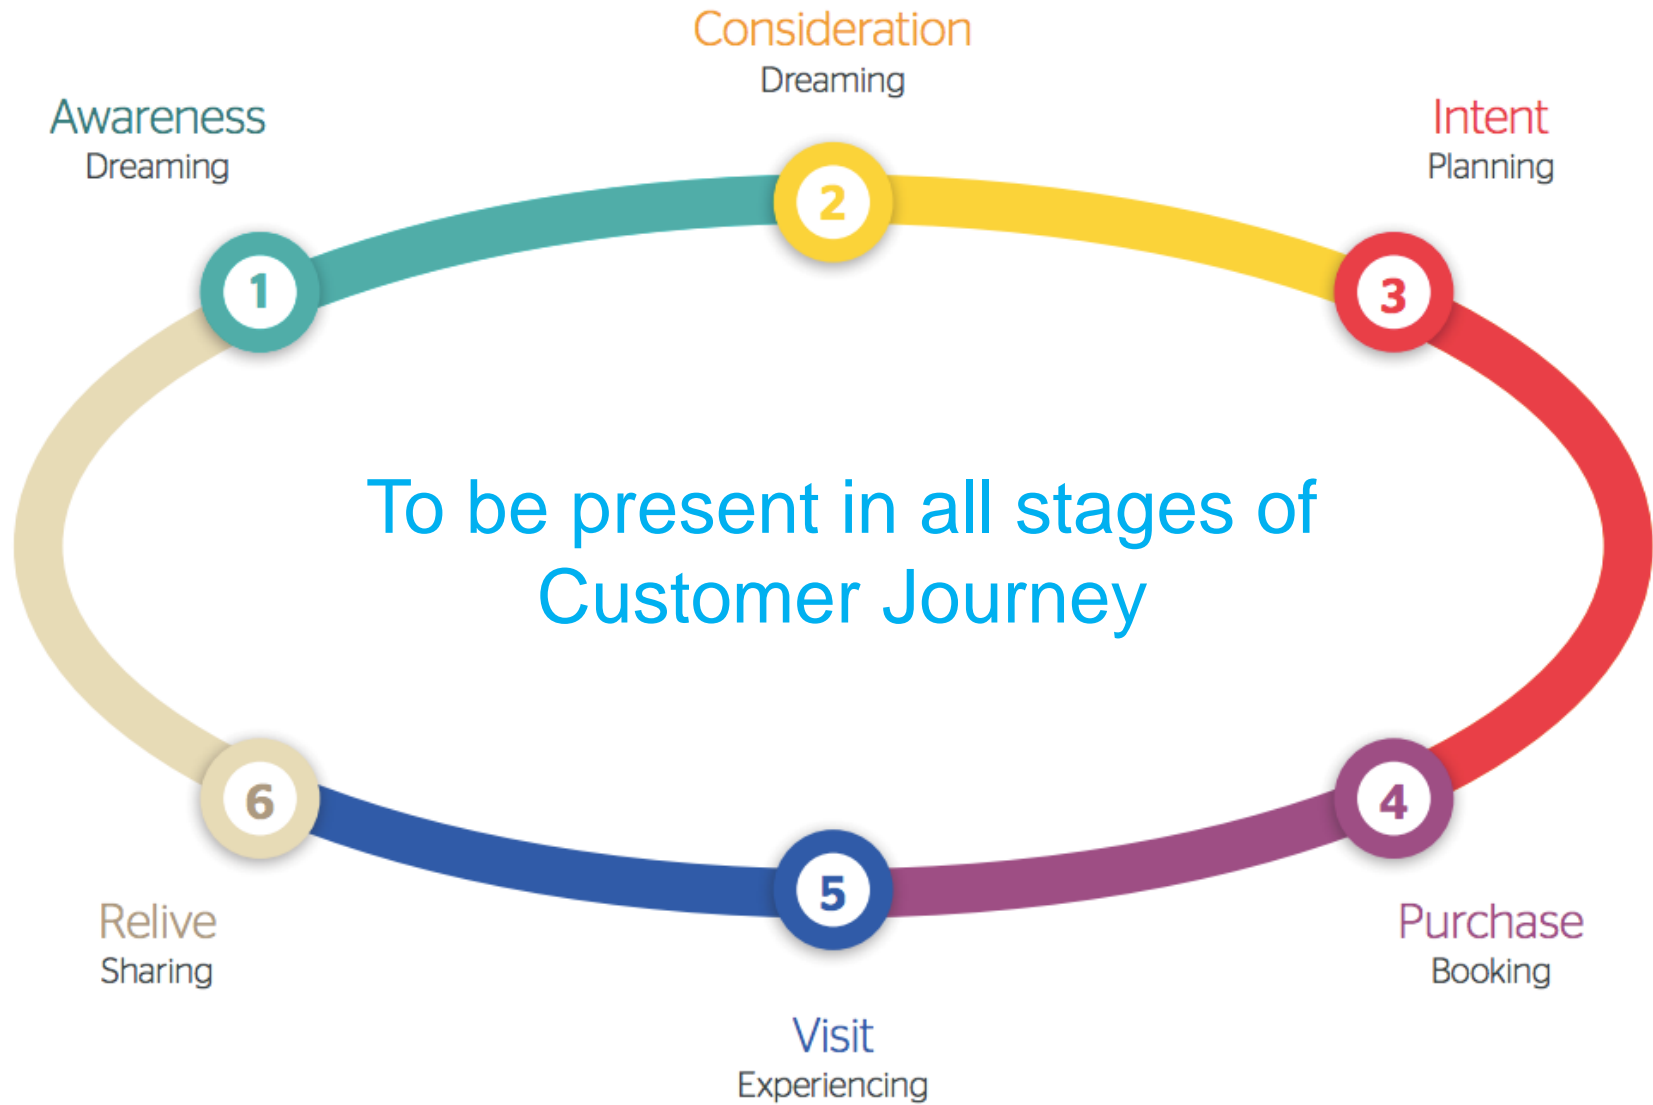 Consideration
Dreaming
Awareness
Dreaming
Intent
Planning
2
1
3
To be present in all stages of
Customer Journey
6
4
5
Relive
Sharing
Purchase
Booking
Visit
Experiencing